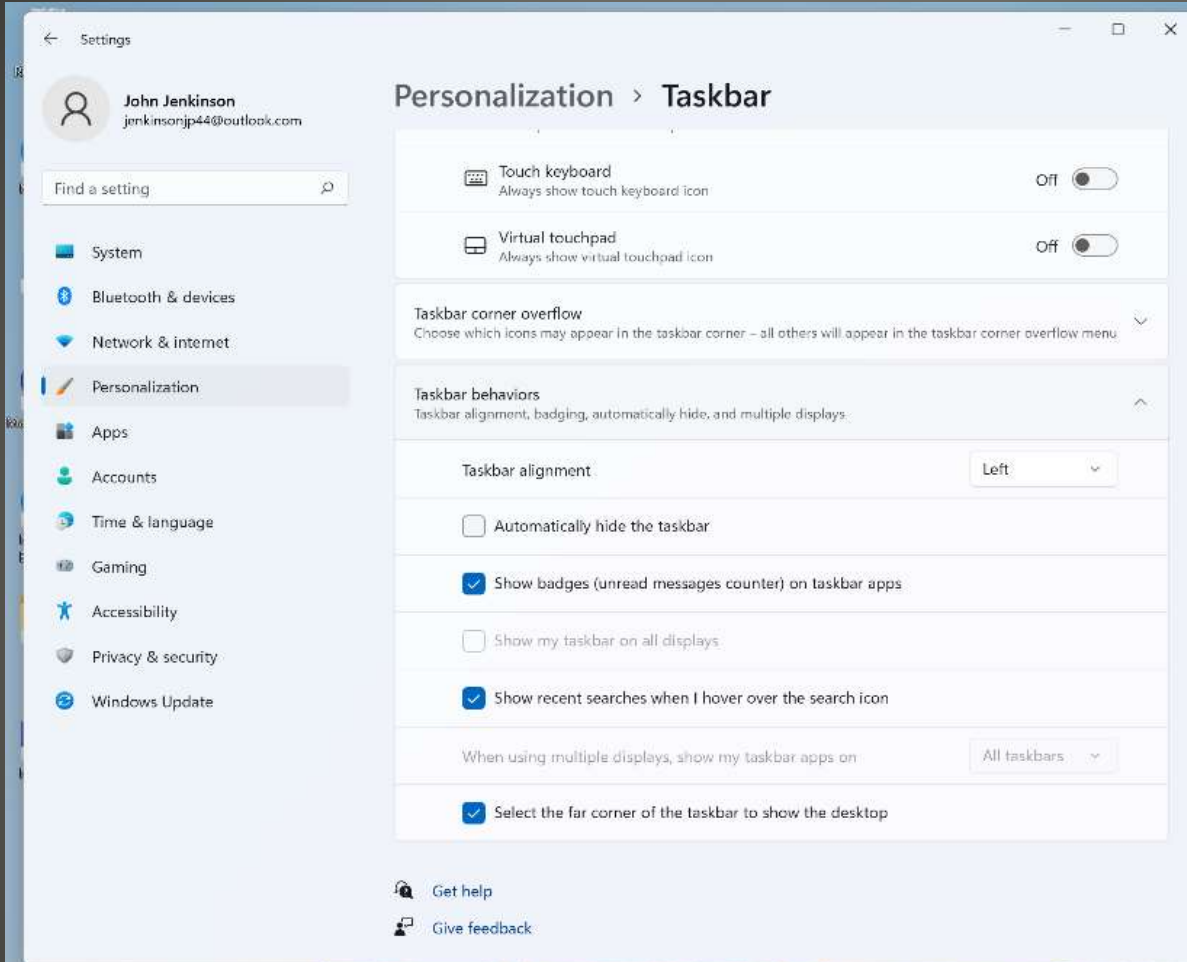 Settings
John Jenkinson
jenkinsonjp44@outlook.com
Find a setting
System
Bluetooth & devices
Network & internet
Personalization
Apps
Accounts
Time & language
Gaming
Accessibility
Privacy & security
Windows Update
Personalization > Taskbar
Touch keyboard
Always show touch keyboard icon
Off
Virtual touchpad
Always show virtual touchpad icon
Off
Taskbar corner overflow
Choose which icons may appear in the taskbar corner – all others will appear in the taskbar corner overflow menu
Taskbar behaviors
Taskbar alignment, badging, automatically hide, and multiple displays
Taskbar alignment
Left
Automatically hide the taskbar
Show badges (unread messages counter) on taskbar apps
Show my taskbar on all displays
Show recent searches when I hover over the search icon
When using multiple displays, show my taskbar apps on
All taskbars
Select the far corner of the taskbar to show the desktop
Get help
Give feedback